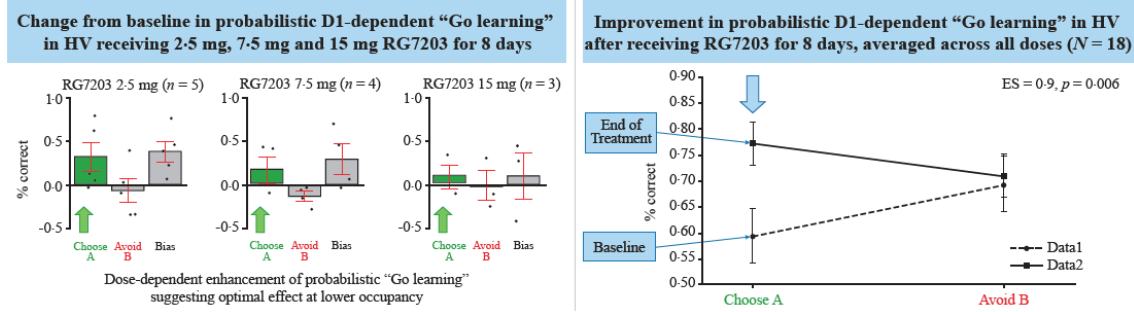 Change from baseline in probabilistic D1-dependent “Go learning”
in HV receiving 2·5 mg, 7·5 mg and 15 mg RG7203 for 8 days
RG7203 2·5 mg (n = 5)
RG7203 7·5 mg (n = 4)
RG7203 15 mg (n = 3)
% correct
1·0
0·5
0·0
-0·5
1·0
0·5
0·0
-0·5
1·0
0·5
0·0
-0·5
Choose
A
Avoid
B
Bias
Choose
A
Avoid
B
Bias
Choose
A
Avoid
B
Bias
Dose-dependent enhancement of probabilistic “Go learning”
suggesting optimal effect at lower occupancy
Improvement in probabilistic D1-dependent “Go learning” in HV
after receiving RG7203 for 8 days, averaged across all doses (N = 18)
ES = 0·9, p = 0·006
% correct
0·90
0·85
0·80
0·75
0·70
0·65
0·60
0·55
0·50
End of
Treatment
Baseline
Data1
Data2
Choose A
Avoid B